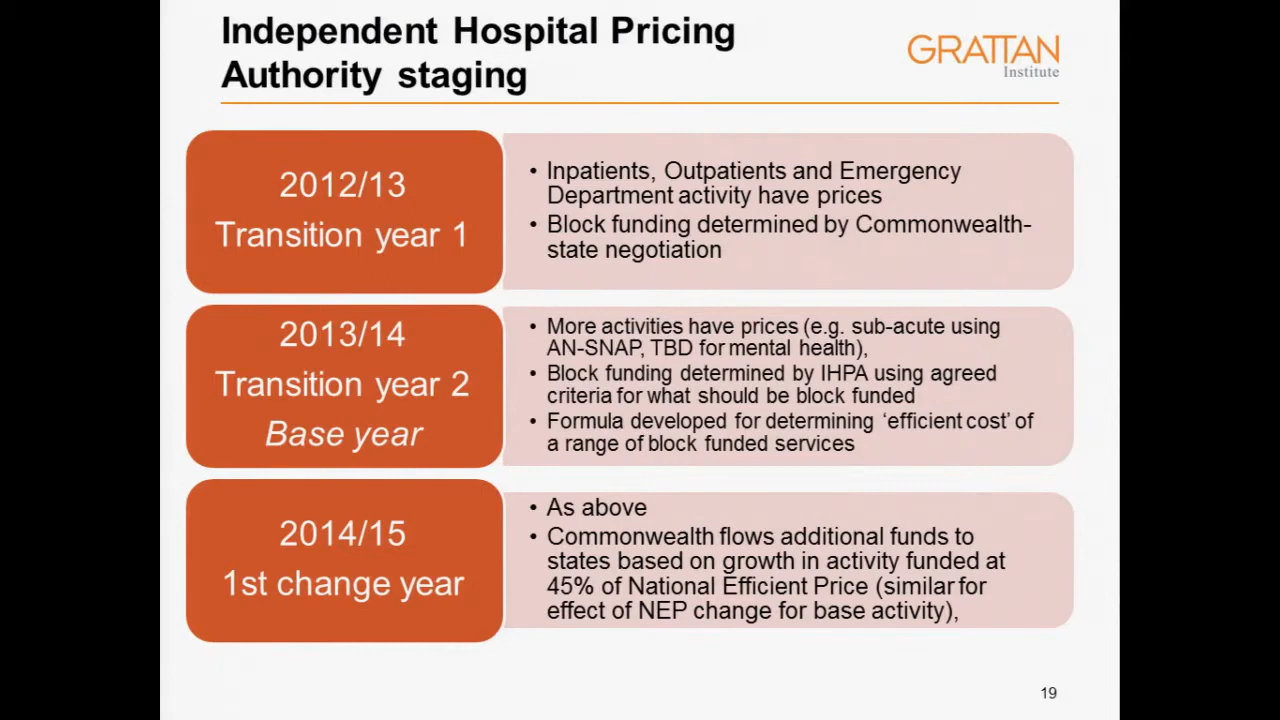 Independent Hospital Pricing
Authority staging
GRATTAN
Institute
2012/13
Transition year 1
• Inpatients, Outpatients and Emergency
Department activity have prices
• Block funding determined by Commonwealth-
state negotiation
2013/14
Transition year 2
Base year
• More activities have prices (e.g. sub-acute using
AN-SNAP, TBD for mental health),
• Block funding determined by IHPA using agreed
criteria for what should be block funded
• Formula developed for determining ‘efficient cost’ of
a range of block funded services
2014/15
1st change year
• As above
• Commonwealth flows additional funds to
states based on growth in activity funded at
45% of National Efficient Price (similar for
effect of NEP change for base activity),
19